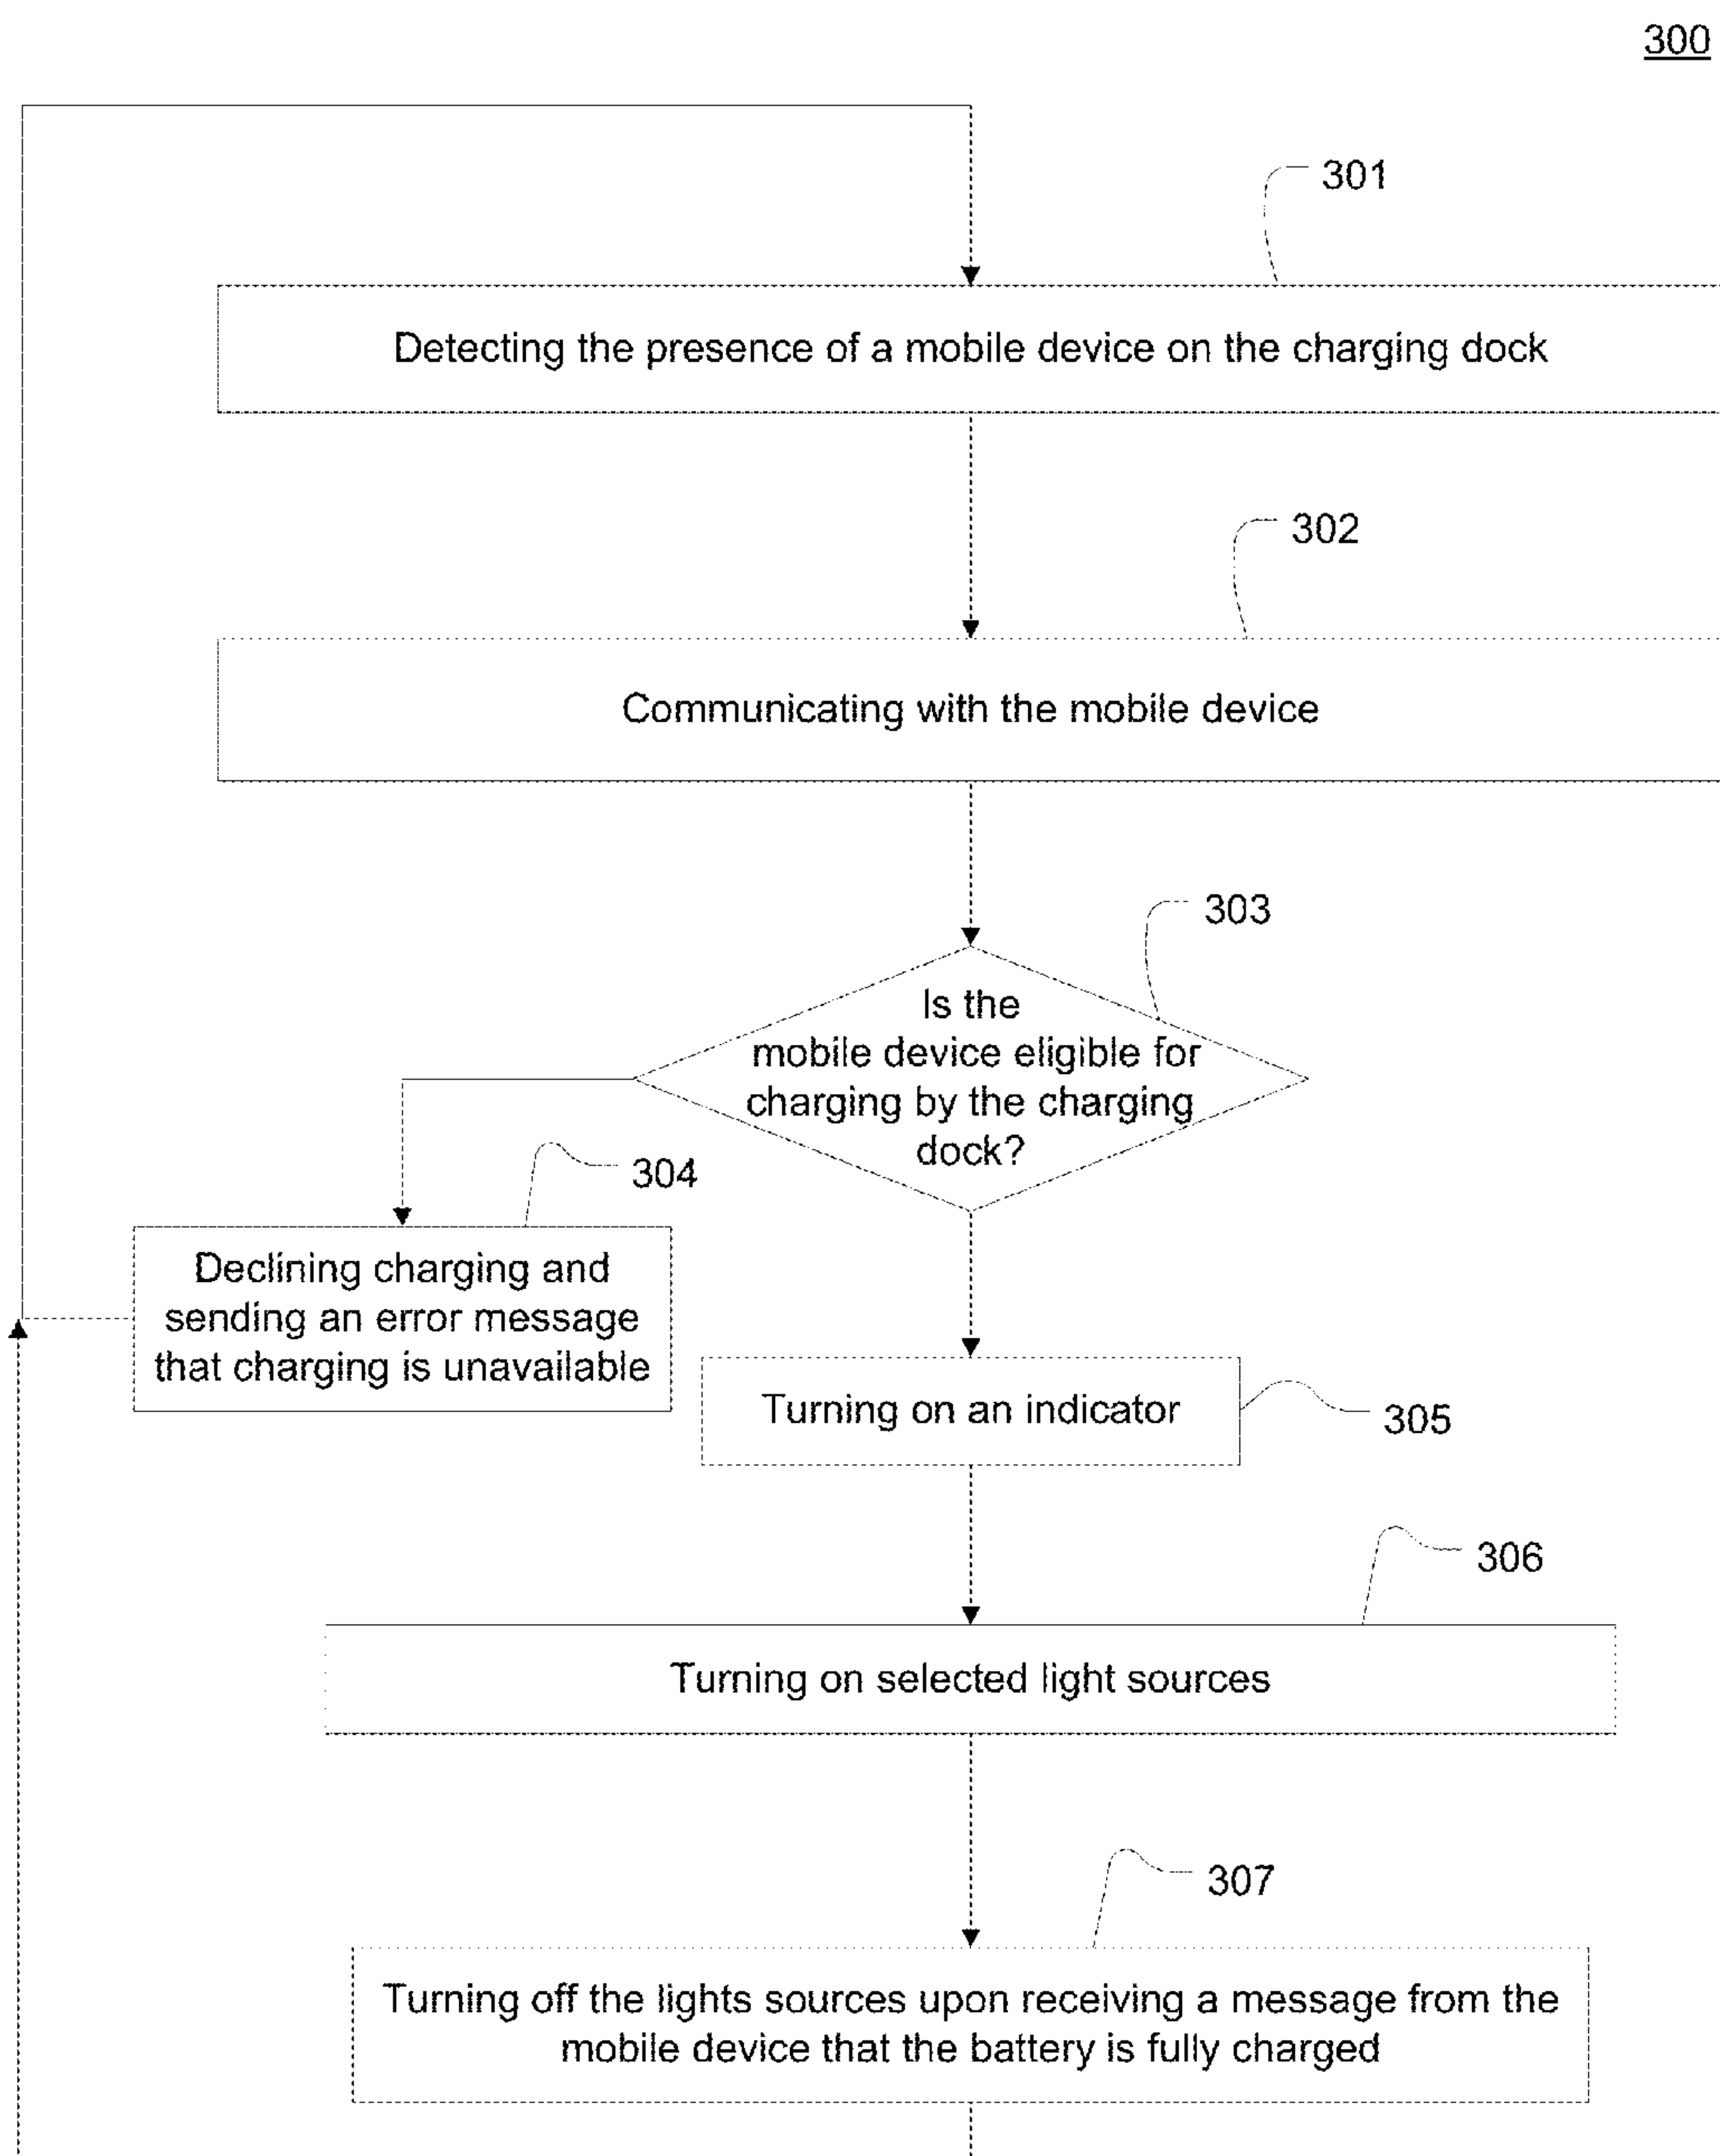 300
301
Detecting the presence of a mobile device on the charging dock
302
Communicating with the mobile device
303
Is the
mobile device eligible for
charging by the charging
dock?
304
Declining charging and
sending an error message
that charging is unavailable
Turning on an indicator
305
306
Turning on selected light sources
307
Turning off the lights sources upon receiving a message from the
mobile device that the battery is fully charged